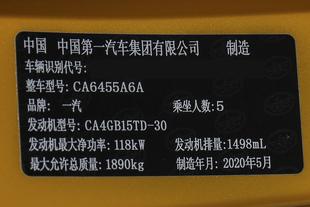 中国 中国第一汽车集团有限公司 制造
车辆识别代号：
整车型号：CA6455A6A
品牌：一汽 乘坐人数：5
发动机型号：CA4GB15TD-30
发动机最大净功率：118kW 发动机排量：1498mL
最大允许总质量：1890kg 制造年月：2020年5月